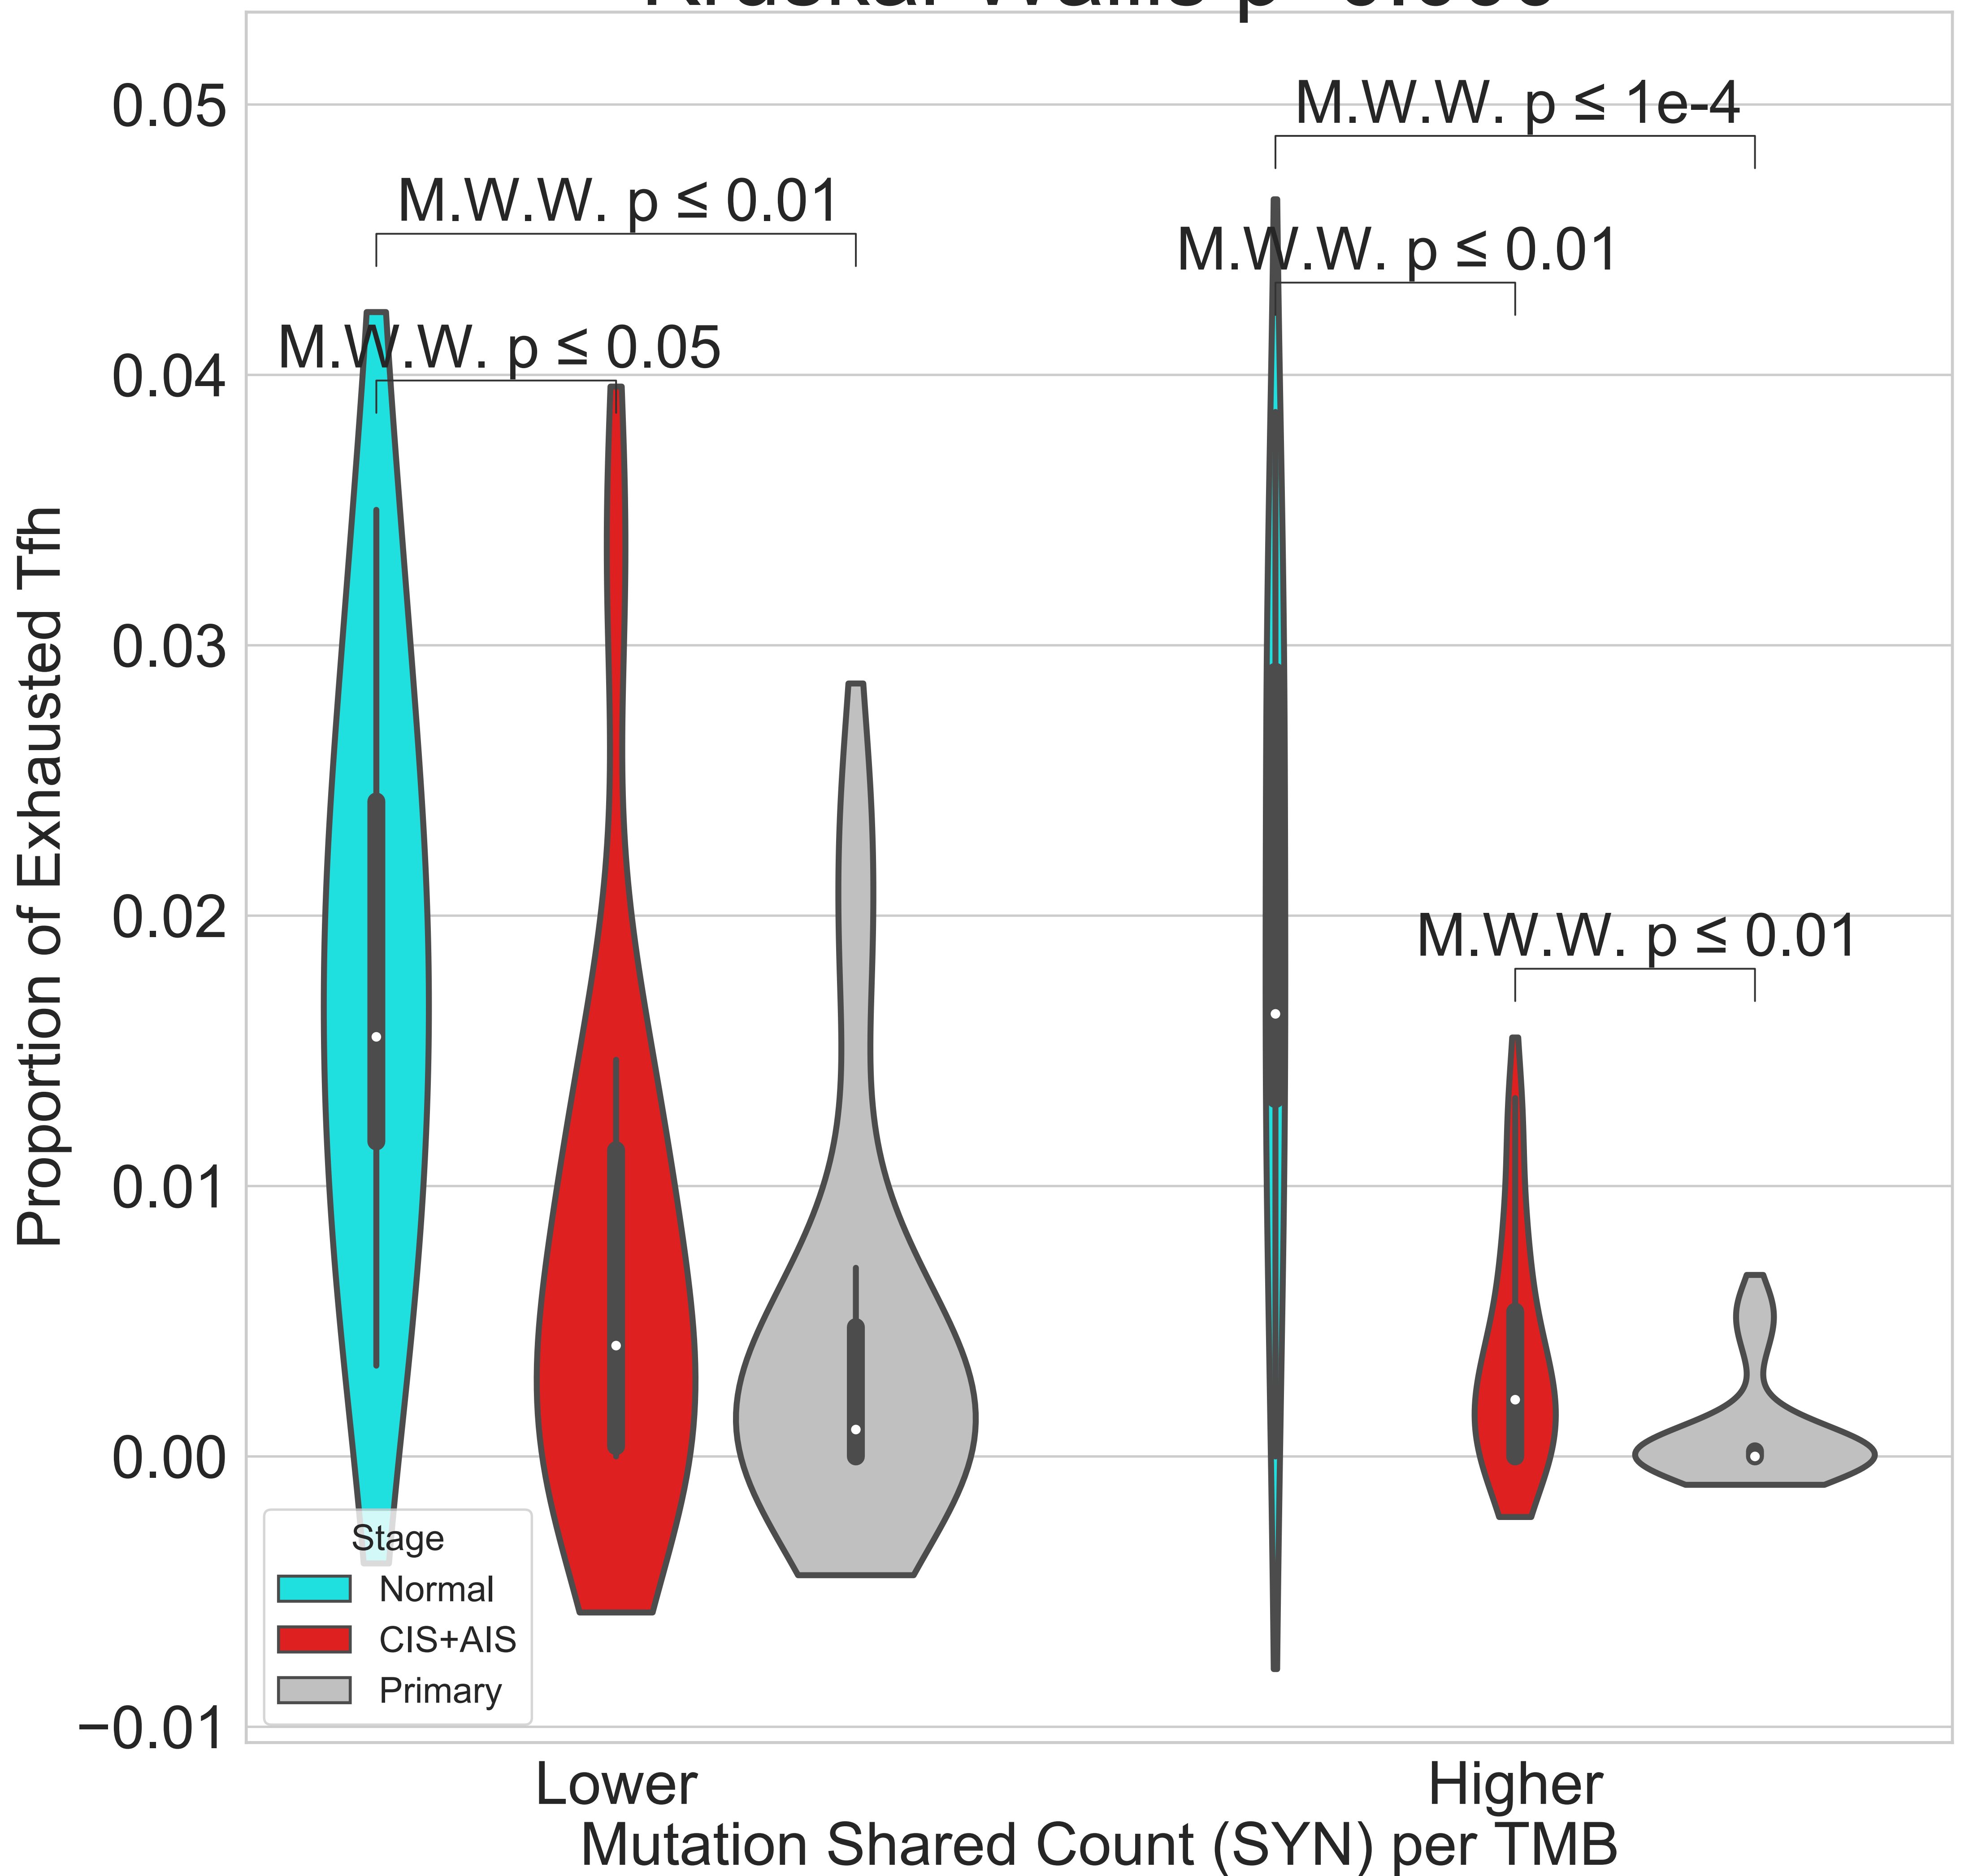 0.05
0.04
0.03
0.02
0.01
0.00
−0.01
Proportion of Exhausted Tfh
M.W.W. p ≤ 1e-4
M.W.W. p ≤ 0.01
M.W.W. p ≤ 0.01
M.W.W. p ≤ 0.05
M.W.W. p ≤ 0.01
Stage
Normal
CIS+AIS
Primary
Lower
Higher
Mutation Shared Count (SYN) per TMB